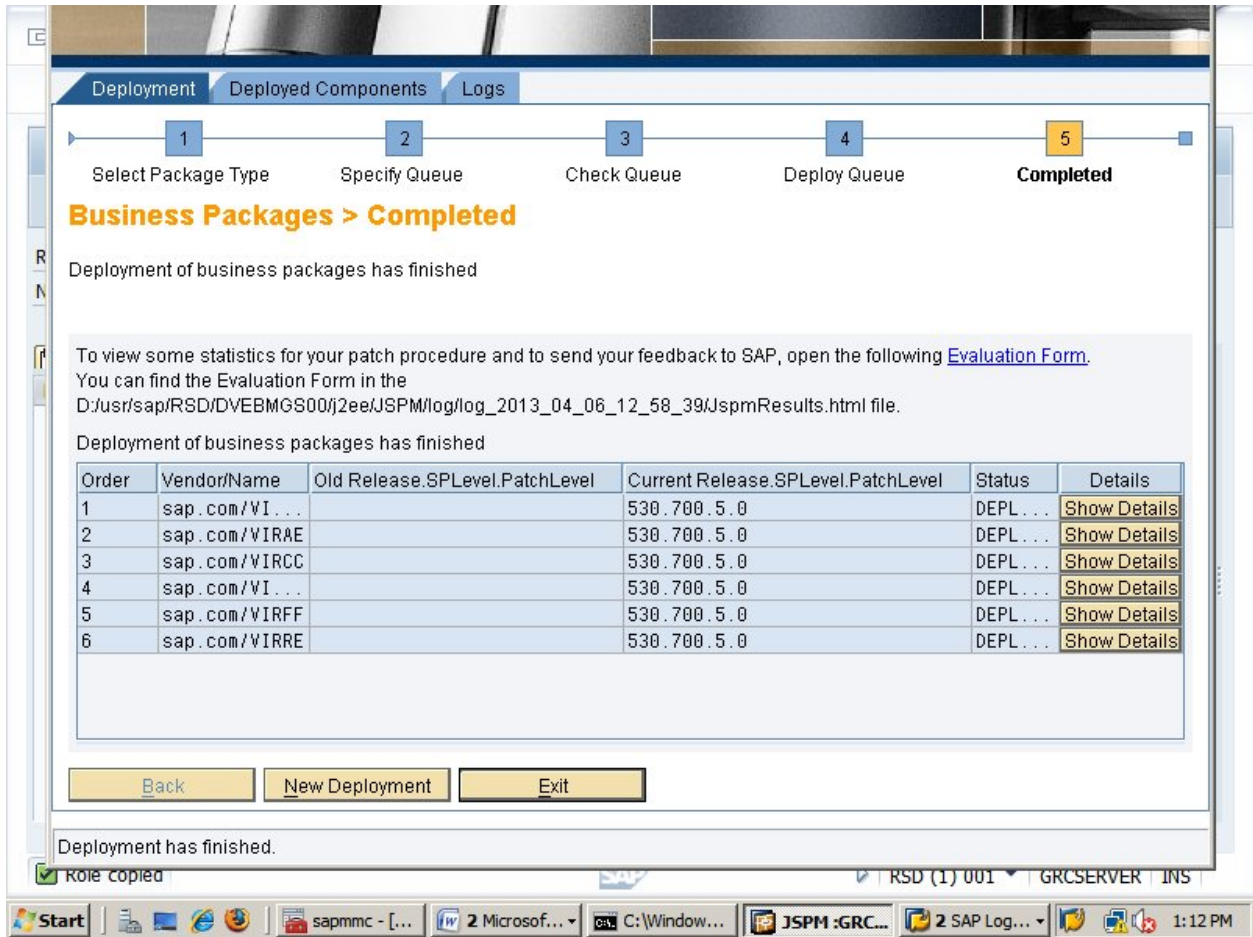 Deployment Deployed Components Logs
1 2 3 4 5
Select Package Type Specify Queue Check Queue Deploy Queue Completed
Business Packages > Completed
R
Deployment of business packages has finished
N
To view some statistics for your patch procedure and to send your feedback to SAP, open the following Evaluation Form.
You can find the Evaluation Form in the
D:/usr/sap/RSD/DVEBMGS00/j2ee/JSPM/log/log_2013_04_06_12_58_39/JspmResults.html file.
Deployment of business packages has finished
Order Vendor/Name Old Release.SPLevel.PatchLevel Current Release.SPLevel.PatchLevel Status Details
1 sap.com/VI... 530.700.5.0 DEPL... Show Details
2 sap.com/VIRAE 530.700.5.0 DEPL... Show Details
3 sap.com/VIRCC 530.700.5.0 DEPL... Show Details
4 sap.com/VI... 530.700.5.0 DEPL... Show Details
5 sap.com/VIRFF 530.700.5.0 DEPL... Show Details
6 sap.com/VIRRE 530.700.5.0 DEPL... Show Details
Back New Deployment Exit
Deployment has finished.
Role copied SAP RSD (1) 001 GRCSERVER INS
Start sapmmc - [... 2 Microsof... C:\Window... JSPM :GRC... 2 SAP Log... 1:12 PM